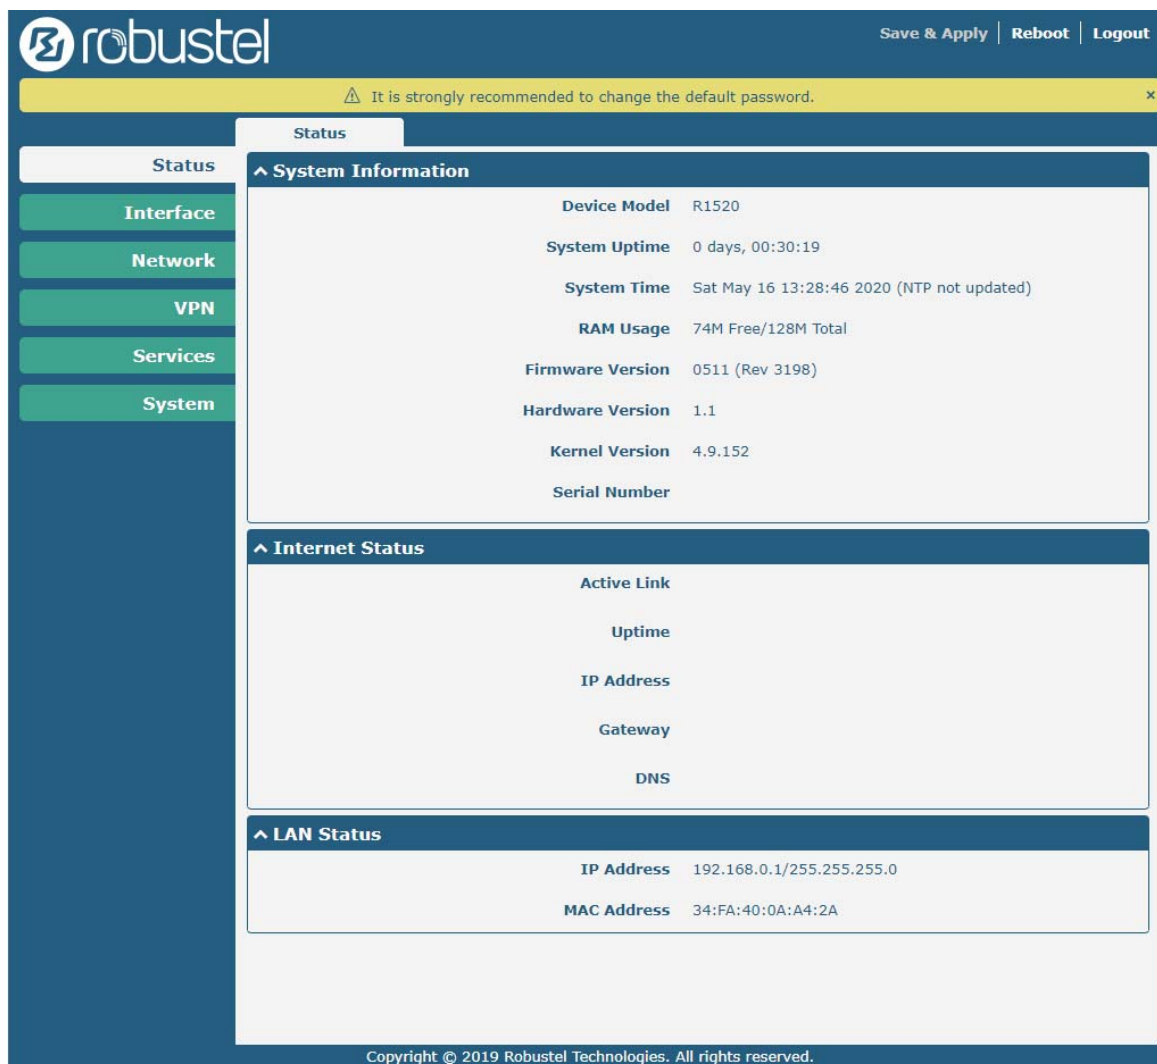 robustel
Save & Apply | Reboot | Logout
⚠ It is strongly recommended to change the default password. ×
Status
Status
Interface
Network
VPN
Services
System
System Information
Device Model R1520
System Uptime 0 days, 00:30:19
System Time Sat May 16 13:28:46 2020 (NTP not updated)
RAM Usage 74M Free/128M Total
Firmware Version 0511 (Rev 3198)
Hardware Version 1.1
Kernel Version 4.9.152
Serial Number
Internet Status
Active Link
Uptime
IP Address
Gateway
DNS
LAN Status
IP Address 192.168.0.1/255.255.255.0
MAC Address 34:FA:40:0A:A4:2A
Copyright © 2019 Robustel Technologies. All rights reserved.